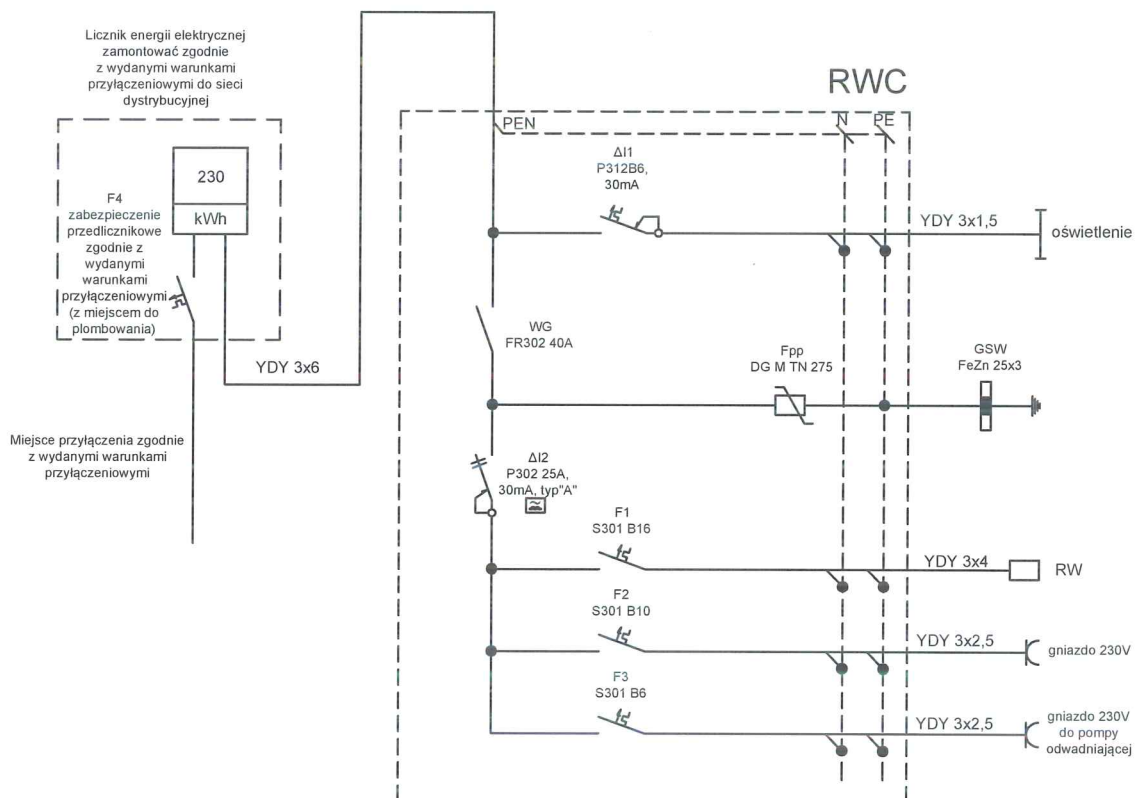 Licznik energii elektrycznej
zamontować zgodnie
z wydanymi warunkami
przyłączeniowymi do sieci
dystrybucyjnej
230
kWh
F4
zabezpieczenie
przedlicznikowe
zgodnie z
wydanymi
warunkami
przyłączeniowymi
(z miejscem do
plombowania)
YDY 3x6
Miejsce przyłączenia zgodnie
z wydanymi warunkami
przyłączeniowymi
RWC
PEN
N
PE
ΔI1
P312B6,
30mA
YDY 3x1,5
oświetlenie
WG
FR302 40A
Fpp
DG M TN 275
GSW
FeZn 25x3
ΔI2
P302 25A,
30mA, typ"A"
F1
S301 B16
YDY 3x4
RW
F2
S301 B10
YDY 3x2,5
gniazdo 230V
F3
S301 B6
YDY 3x2,5
gniazdo 230V
do pompy
odwadniającej